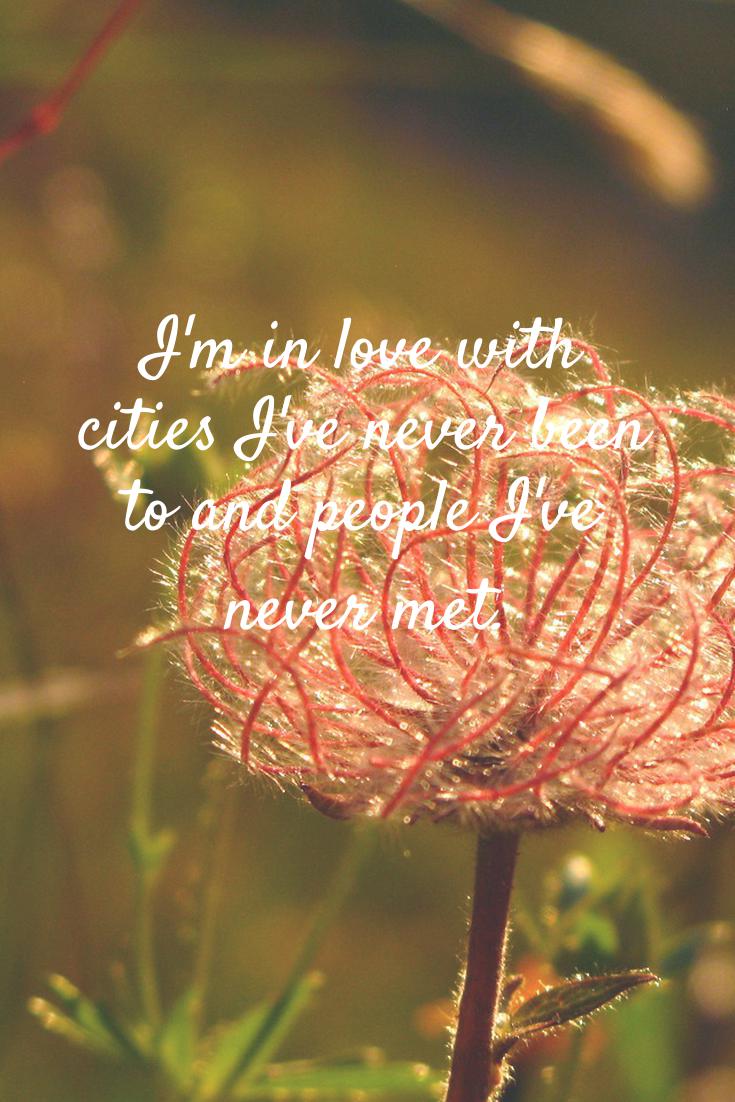 I'm in love with
cities I've never been
to and people I've
never met.